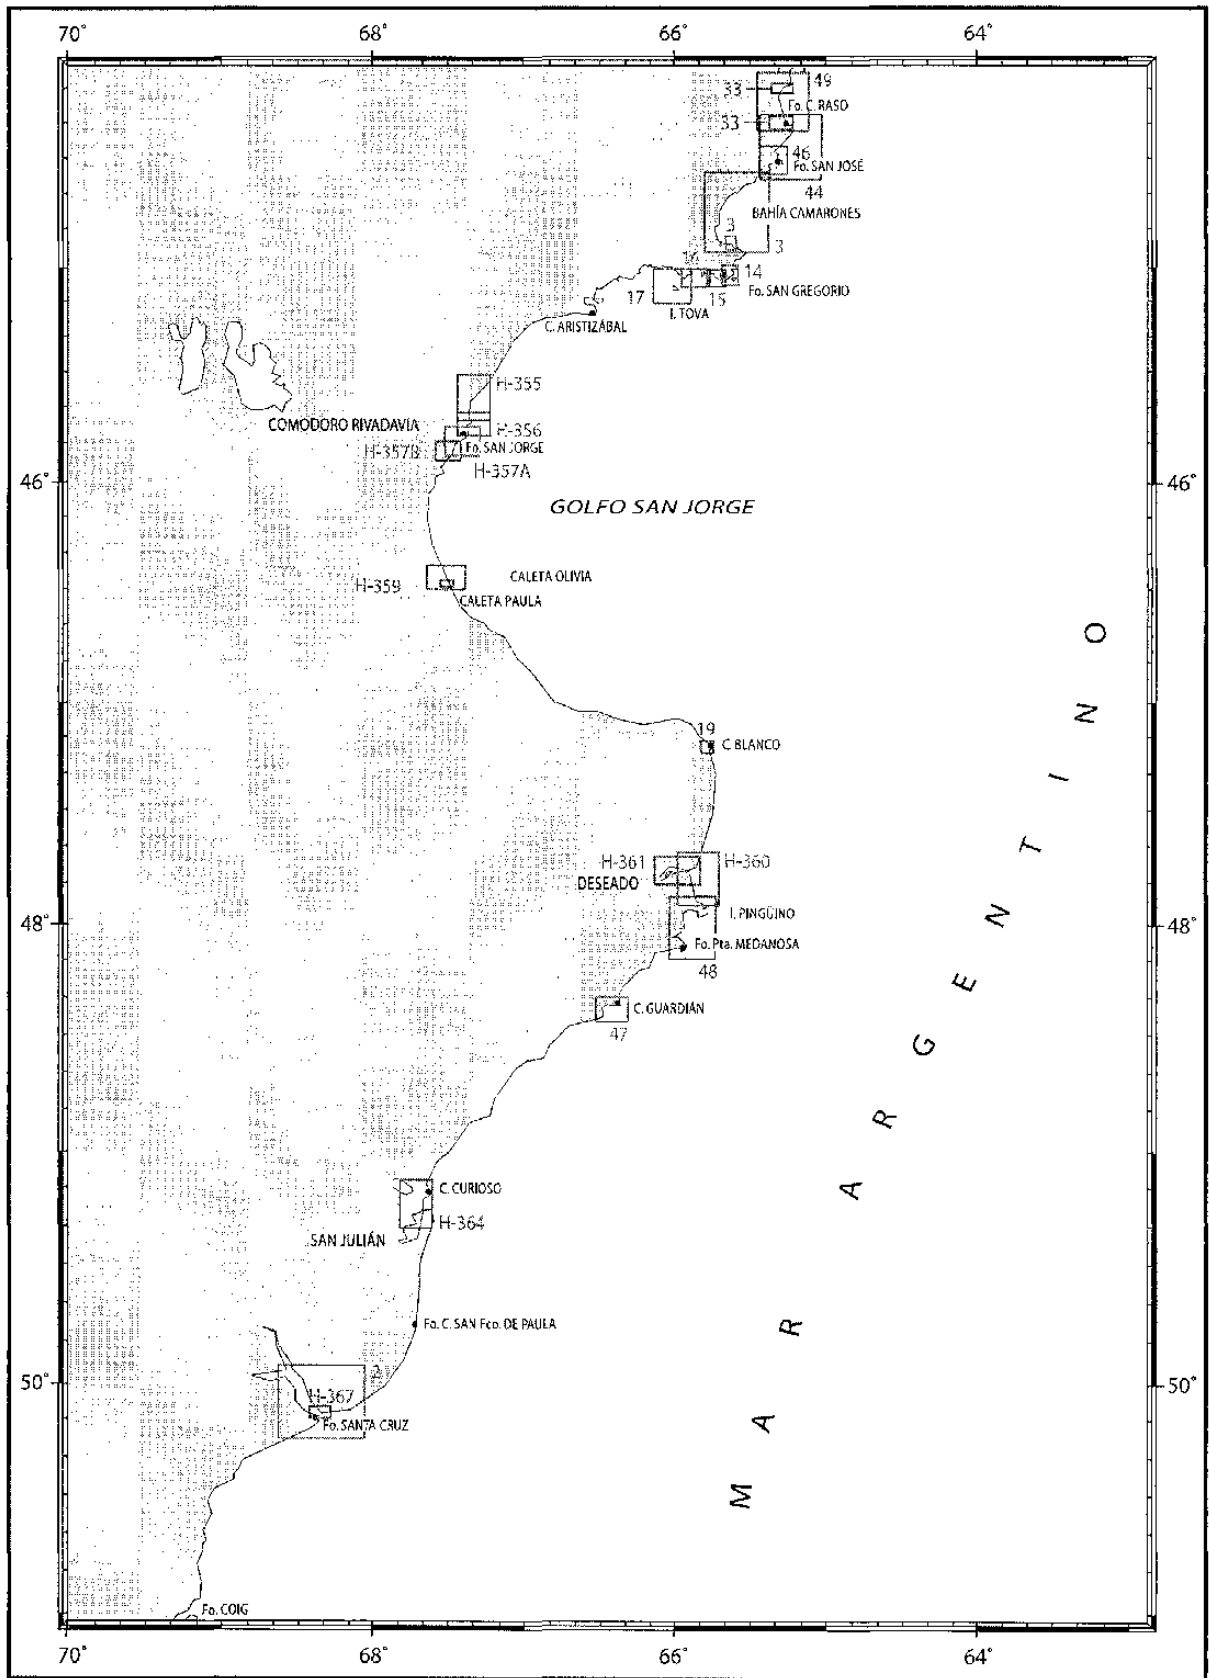 70° 68° 66° 64°
49
33
Fo. C. RASO
33
46
Fo. SAN JOSÉ
44
BAHÍA CAMARONES
3
3
14
Fo. SAN GREGORIO
17
15
I. TOVA
C. ARISTIZÁBAL
H-355
COMODORO RIVADAVIA
H-356
H-357B
Fo. SAN JORGE
H-357A
46° 46°
GOLFO SAN JORGE
H-359
CALETA OLIVIA
CALETA PAULA
19
C. BLANCO
H-361
H-360
DESEADO
I. PINGÜINO
48° 48°
Fo. Pta. MEDANOSA
48
C. GUARDIÁN
47
C. CURIOSO
H-364
SAN JULIÁN
Fo. C. SAN Fco. DE PAULA
2
50° 50°
H-367
Fo. SANTA CRUZ
MAR ARGENTINO
Fo. COIG
70° 68° 66° 64°